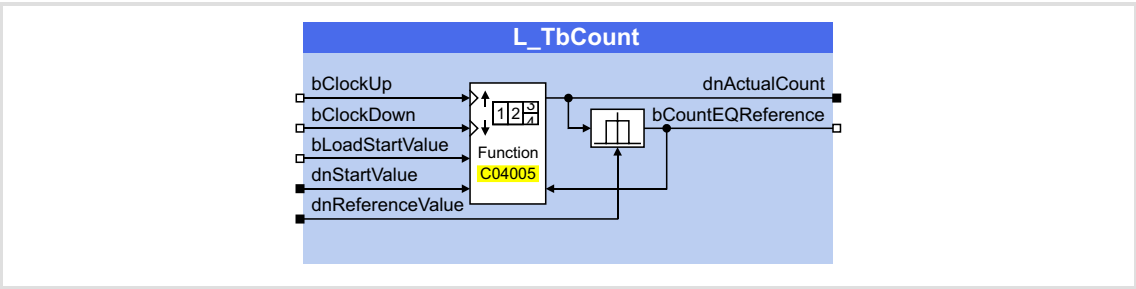 L_TbCount
bClockUp
dnActualCount
bClockDown
1 2 3 4
bCountEQReference
bLoadStartValue
Function
dnStartValue
C04005
dnReferenceValue